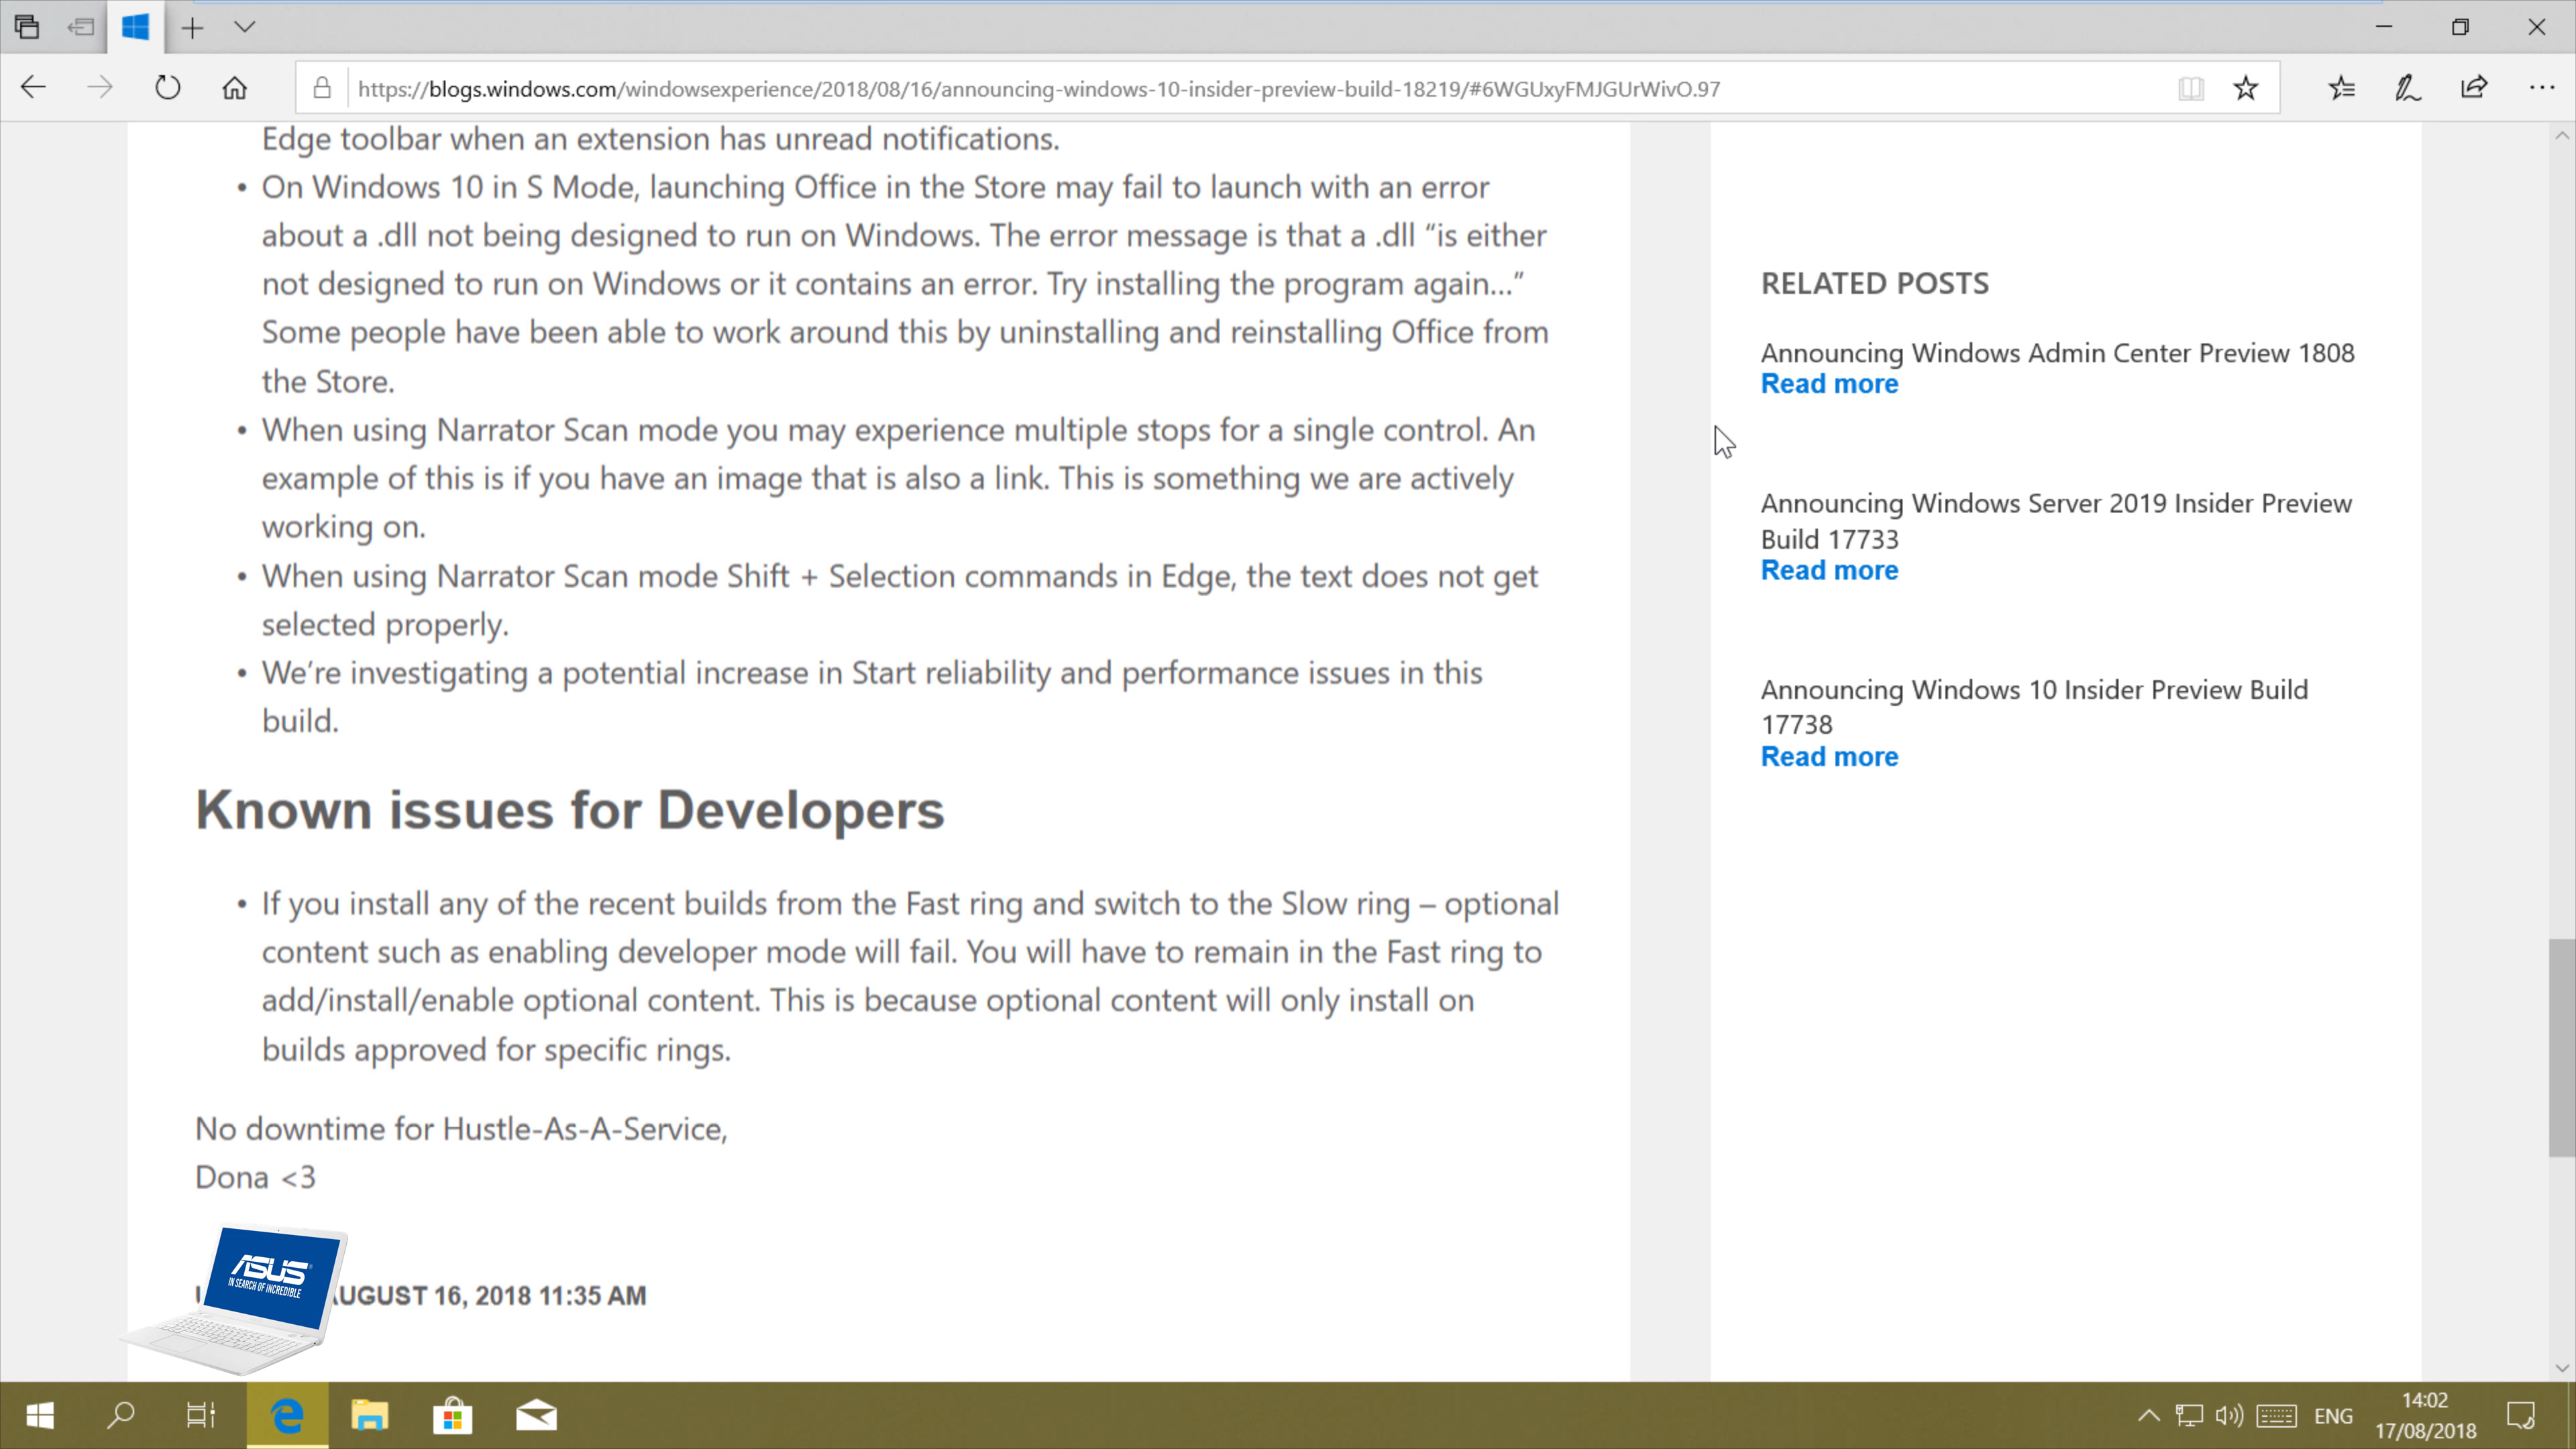 https://blogs.windows.com/windowsexperience/2018/08/16/announcing-windows-10-insider-preview-build-18219/#6WGUxyFMJGUrWivO.97
Edge toolbar when an extension has unread notifications.
• On Windows 10 in S Mode, launching Office in the Store may fail to launch with an error
about a .dll not being designed to run on Windows. The error message is that a .dll “is either
not designed to run on Windows or it contains an error. Try installing the program again...”
Some people have been able to work around this by uninstalling and reinstalling Office from
the Store.
• When using Narrator Scan mode you may experience multiple stops for a single control. An
example of this is if you have an image that is also a link. This is something we are actively
working on.
• When using Narrator Scan mode Shift + Selection commands in Edge, the text does not get
selected properly.
• We’re investigating a potential increase in Start reliability and performance issues in this
build.
Known issues for Developers
• If you install any of the recent builds from the Fast ring and switch to the Slow ring – optional
content such as enabling developer mode will fail. You will have to remain in the Fast ring to
add/install/enable optional content. This is because optional content will only install on
builds approved for specific rings.
No downtime for Hustle-As-A-Service,
Dona <3
ASUS
IN SEARCH OF INCREDIBLE
UGUST 16, 2018 11:35 AM
RELATED POSTS
Announcing Windows Admin Center Preview 1808
Read more
Announcing Windows Server 2019 Insider Preview
Build 17733
Read more
Announcing Windows 10 Insider Preview Build
17738
Read more
ENG
14:02
17/08/2018